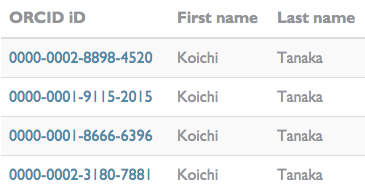 ORCID iD First name Last name
0000-0002-8898-4520 Koichi Tanaka
0000-0001-9115-2015 Koichi Tanaka
0000-0001-8666-6396 Koichi Tanaka
0000-0002-3180-7881 Koichi Tanaka